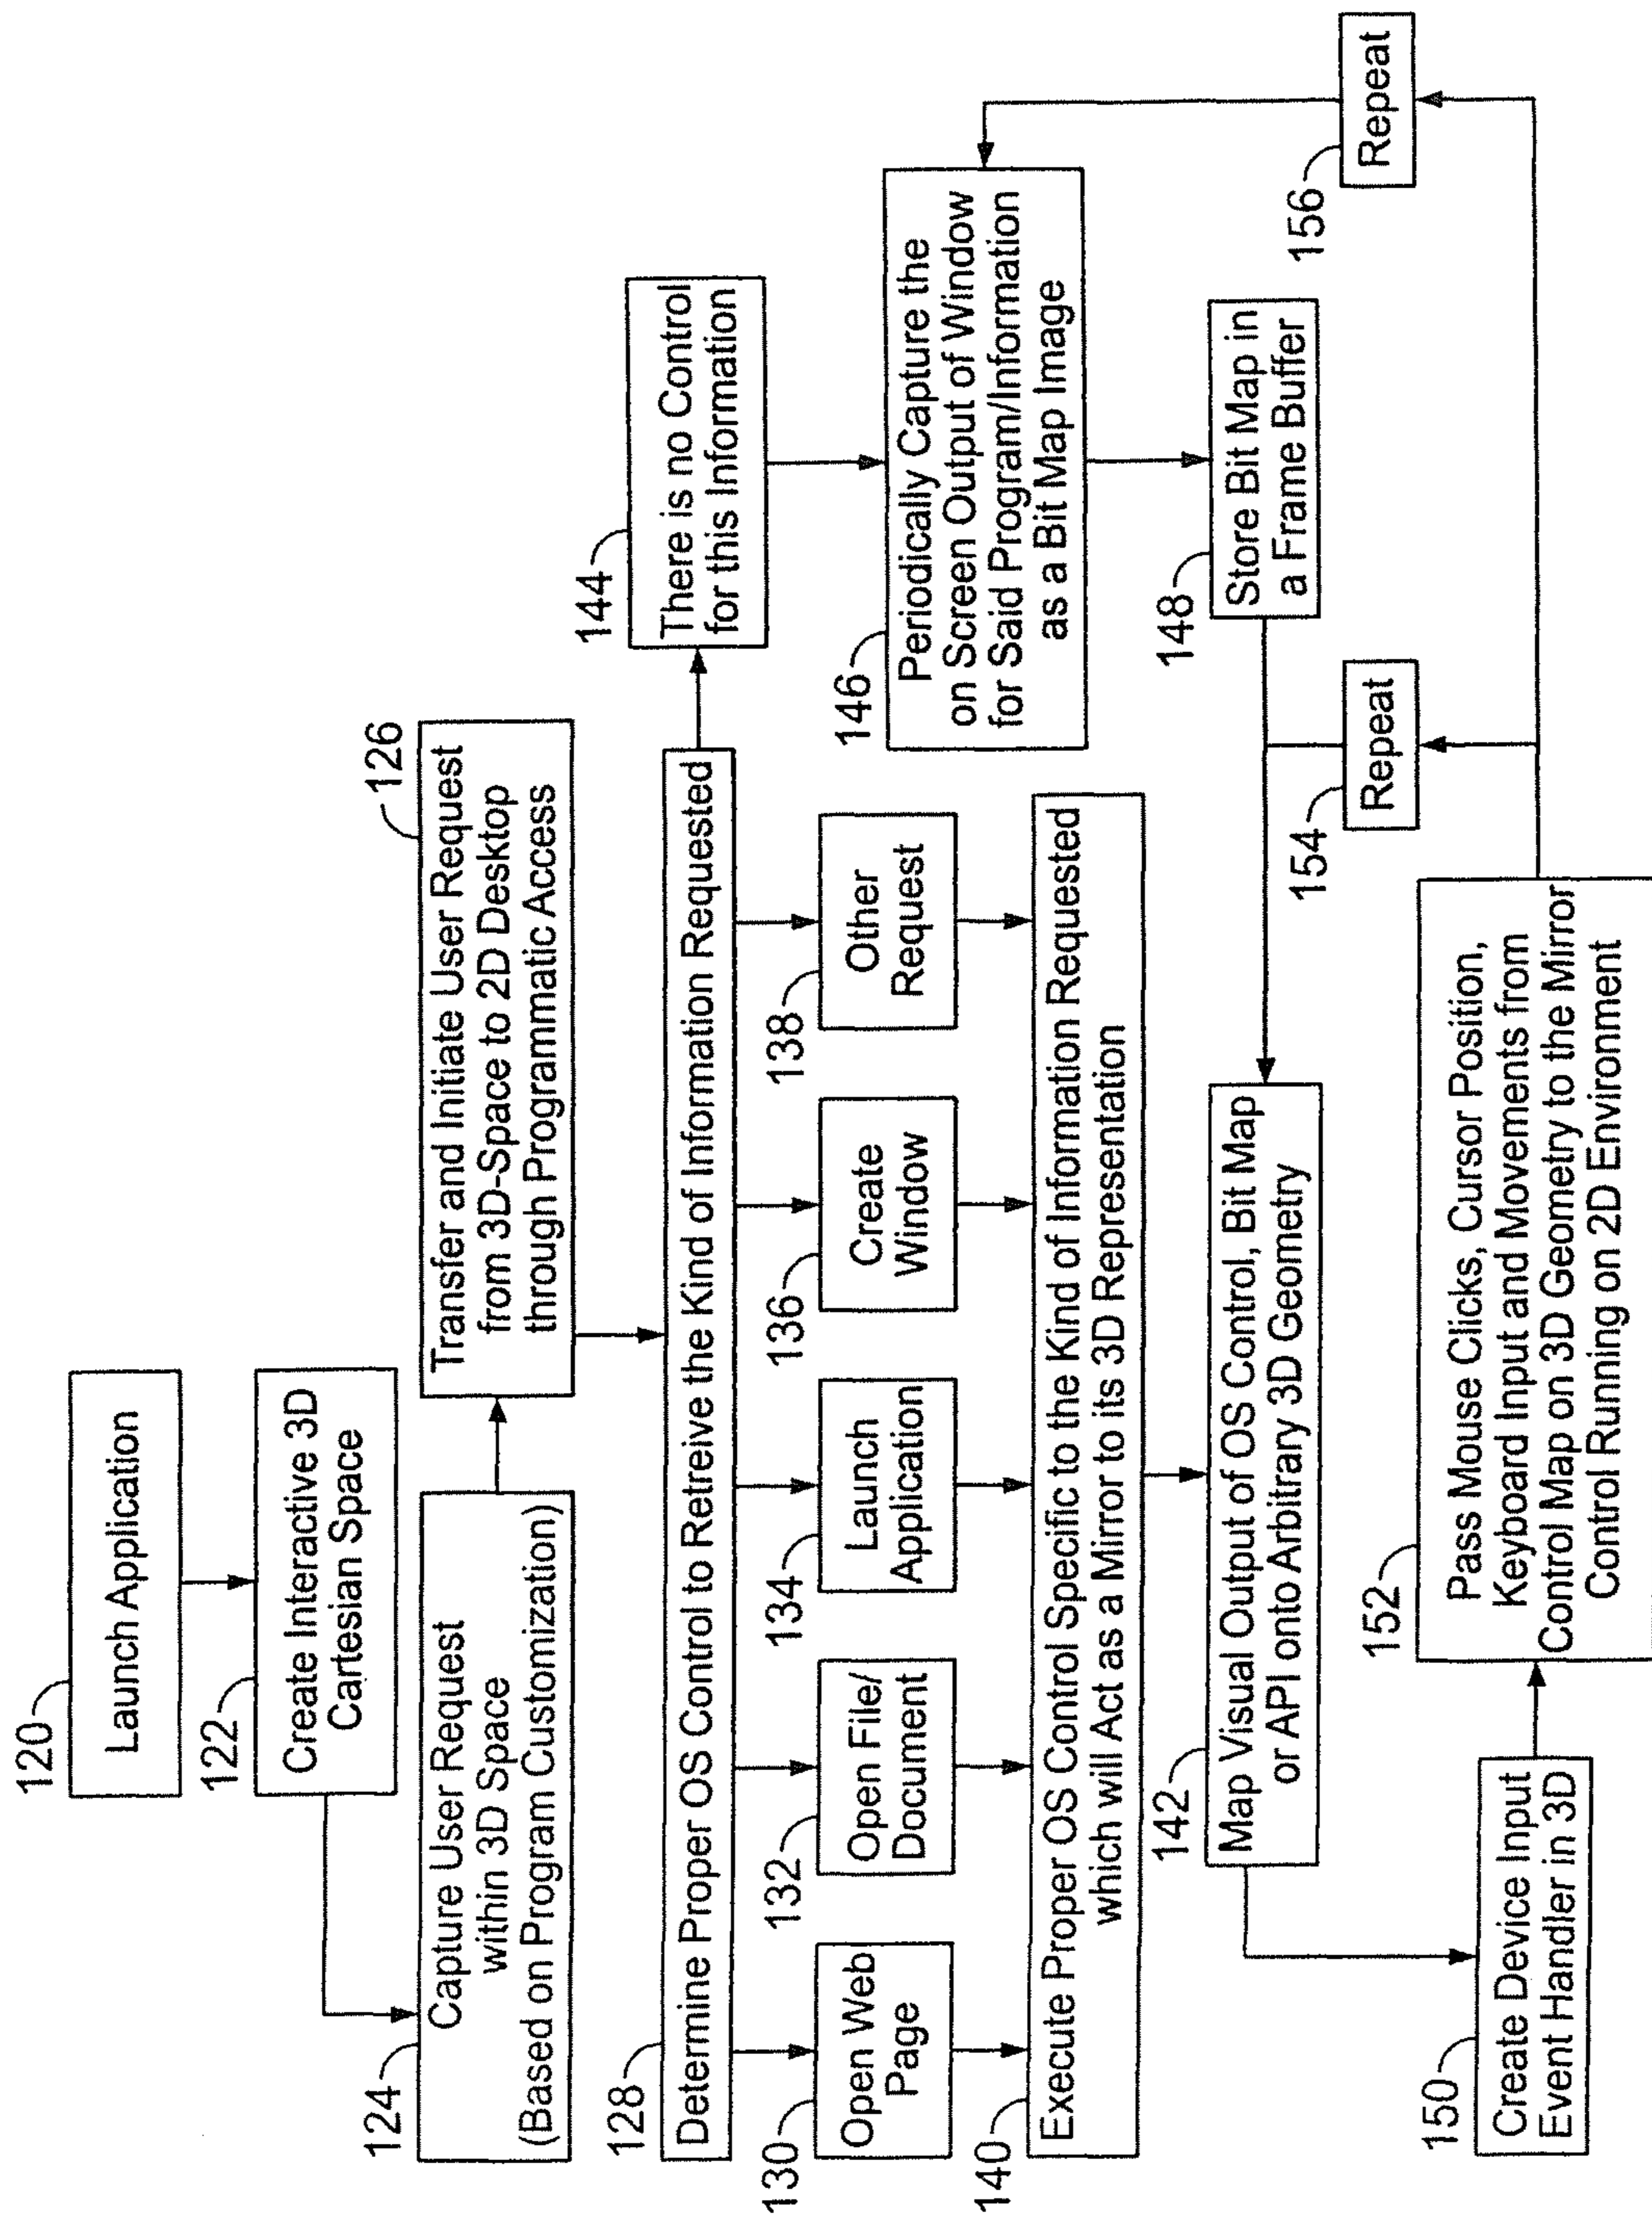 120
Launch Application
122
Create Interactive 3D
Cartesian Space
124
Capture User Request
within 3D Space
(Based on Program Customization)
126
Transfer and Initiate User Request
from 3D-Space to 2D Desktop
through Programmatic Access
128
Determine Proper OS Control to Retreive the Kind of Information Requested
130
Open Web
Page
132
Open File/
Document
134
Launch
Application
136
Create
Window
138
Other
Request
140
Execute Proper OS Control Specific to the Kind of Information Requested
which will Act as a Mirror to its 3D Representation
144
There is no Control
for this Information
146
Periodically Capture the
on Screen Output of Window
for Said Program/Information
as a Bit Map Image
148
Store Bit Map in
a Frame Buffer
142
Map Visual Output of OS Control, Bit Map
or API onto Arbitrary 3D Geometry
150
Create Device Input
Event Handler in 3D
152
Pass Mouse Clicks, Cursor Position,
Keyboard Input and Movements from
Control Map on 3D Geometry to the Mirror
Control Running on 2D Environment
154
Repeat
156
Repeat